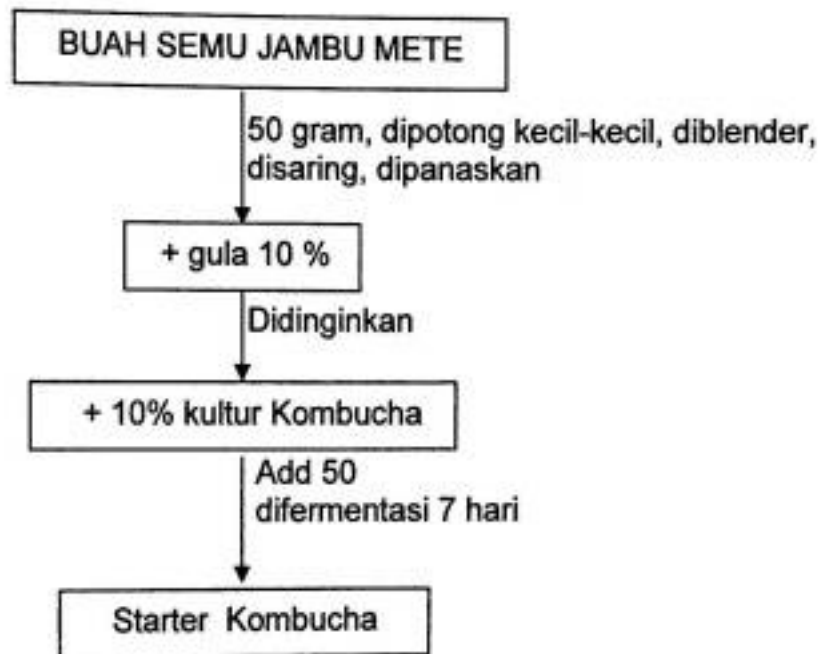 BUAH SEMU JAMBU METE
50 gram, dipotong kecil-kecil, diblender,
disaring, dipanaskan
+ gula 10 %
Didinginkan
+ 10% kultur Kombucha
Add 50
difermentasi 7 hari
Starter Kombucha